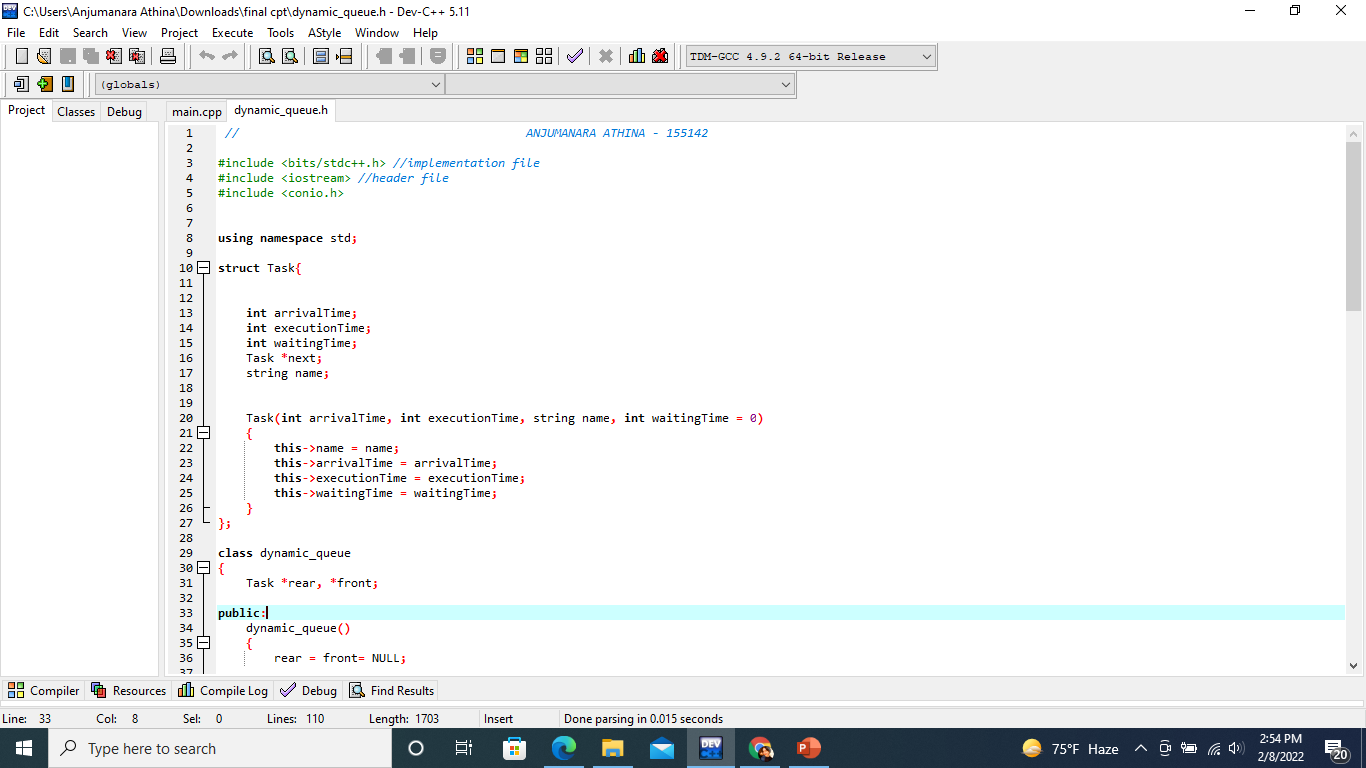 C:\Users\Anjumanara Athina\Downloads\final cpt\dynamic_queue.h - Dev-C++ 5.11
File Edit Search View Project Execute Tools AStyle Window Help
TDM-GCC 4.9.2 64-bit Release
(globals)
Project Classes Debug main.cpp dynamic_queue.h
1 // ANJUMANARA ATHINA - 155142
2
3 #include <bits/stdc++.h> //implementation file
4 #include <iostream> //header file
5 #include <conio.h>
6
7
8 using namespace std;
9
10 struct Task{
11
12
13 int arrivalTime;
14 int executionTime;
15 int waitingTime;
16 Task *next;
17 string name;
18
19
20 Task(int arrivalTime, int executionTime, string name, int waitingTime = 0)
21 {
22 this->name = name;
23 this->arrivalTime = arrivalTime;
24 this->executionTime = executionTime;
25 this->waitingTime = waitingTime;
26 }
27 };
28
29 class dynamic_queue
30 {
31 Task *rear, *front;
32
33 public:
34 dynamic_queue()
35 {
36 rear = front= NULL;
37
Compiler Resources Compile Log Debug Find Results
Line: 33 Col: 8 Sel: 0 Lines: 110 Length: 1703 Insert Done parsing in 0.015 seconds
Type here to search
DEV
75°F Haze
2:54 PM
2/8/2022
20